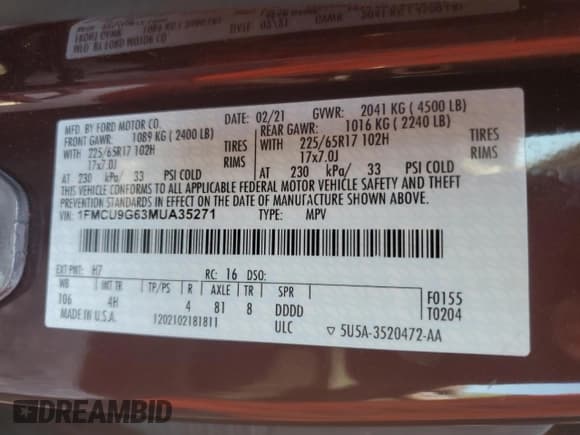 MFD. BY FORD MOTOR CO. DATE: 02/21 GVWR: 2041 KG ( 4500 LB)
FRONT GAWR: 1089 KG ( 2400 LB) REAR GAWR: 1016 KG ( 2240 LB)
WITH 225/65R17 102H TIRES WITH 225/65R17 102H TIRES
17x7.0J RIMS 17x7.0J RIMS
AT 230 kPa/ 33 PSI COLD AT 230 kPa/ 33 PSI COLD
THIS VEHICLE CONFORMS TO ALL APPLICABLE FEDERAL MOTOR VEHICLE SAFETY AND THEFT
PREVENTION STANDARDS IN EFFECT ON THE DATE OF MANUFACTURE SHOWN ABOVE.
VIN: 1FMCU9G63MUA35271 TYPE: MPV
EXT PNT: H7 RC: 16 DSO:
WB INT TR TP/PS R AXLE TR SPR
106 4H 4 81 8 DDDD F0155
MADE IN U.S.A. 1202102181811 ULC ▽ 5U5A-3520472-AA T0204
DREAMBID